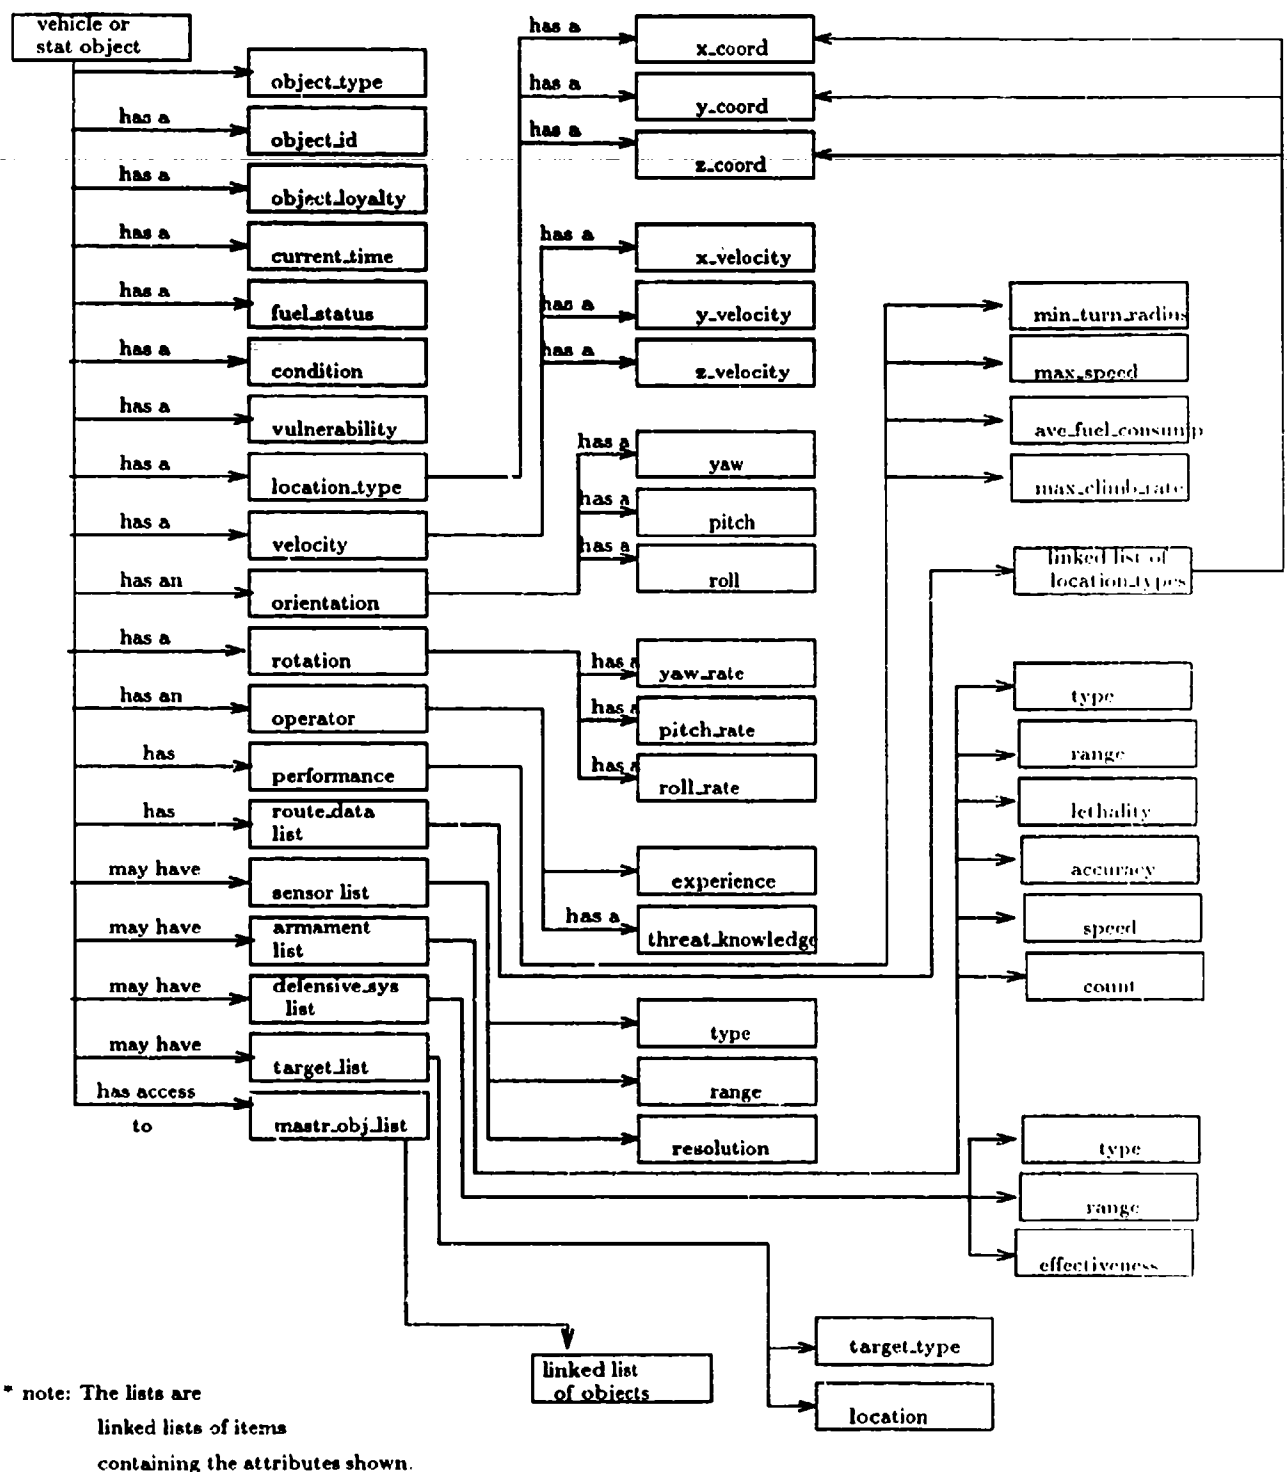 vehicle or
stat object
object_type
has a
object_id
has a
object_loyalty
has a
current_time
has a
fuel_status
has a
condition
has a
vulnerability
has a
location_type
has a
velocity
has an
orientation
has a
rotation
has an
operator
has
performance
has
route_data
list
may have
sensor list
may have
armament
list
may have
defensive_sys
list
may have
target_list
has access
to
mastr_obj_list
has a
x_coord
has a
y_coord
has a
z_coord
has a
x_velocity
has a
y_velocity
has a
z_velocity
has a
yaw
has a
pitch
has a
roll
has a
yaw_rate
has a
pitch_rate
has a
roll_rate
experience
has a
threat_knowledge
type
range
resolution
min_turn_radius
max_speed
ave_fuel_consump
max_climb_rate
linked list of
location_types
type
range
lethality
accuracy
speed
count
type
range
effectiveness
target_type
location
linked list
of objects
* note: The lists are
linked lists of items
containing the attributes shown.